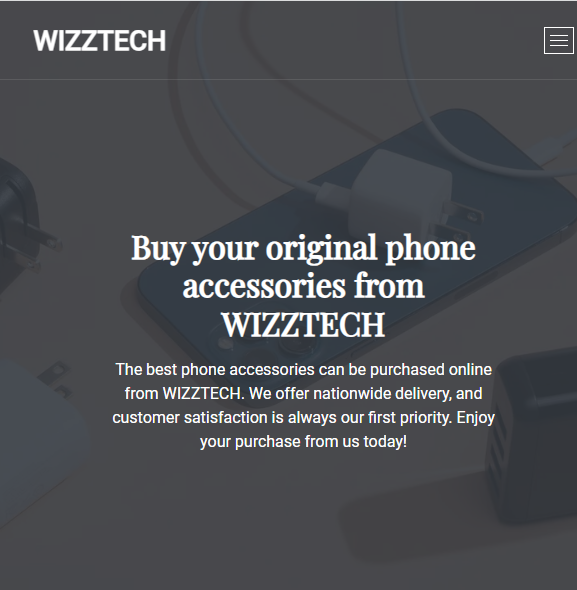 WIZZTECH
Buy your original phone
accessories from
WIZZTECH
The best phone accessories can be purchased online
from WIZZTECH. We offer nationwide delivery, and
customer satisfaction is always our first priority. Enjoy
your purchase from us today!